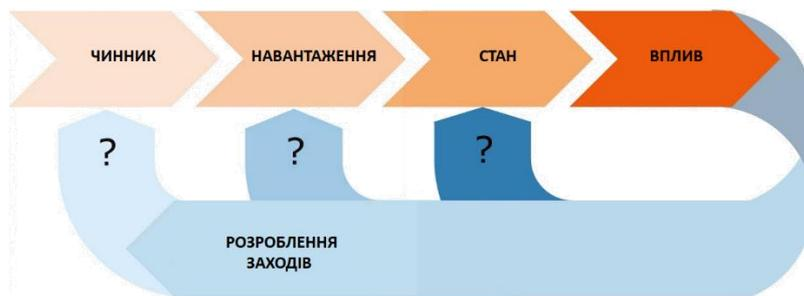 ЧИННИК
НАВАНТАЖЕННЯ
СТАН
ВПЛИВ
?
?
?
РОЗРОБЛЕННЯ
ЗАХОДІВ